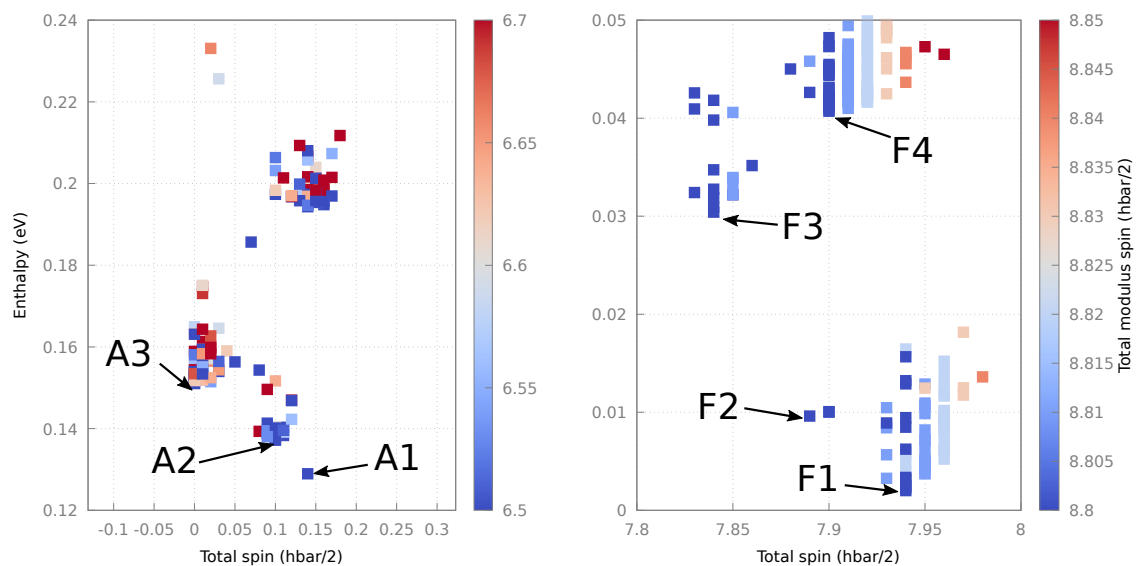 0.24
0.22
0.2
0.18
0.16
0.14
0.12
Enthalpy (eV)
-0.1 -0.05 0 0.05 0.1 0.15 0.2 0.25 0.3
Total spin (hbar/2)
A3
A2
A1
6.7
6.65
6.6
6.55
6.5
0.05
0.04
0.03
0.02
0.01
0
7.8 7.85 7.9 7.95 8
Total spin (hbar/2)
F4
F3
F2
F1
8.85
8.845
8.84
8.835
8.83
8.825
8.82
8.815
8.81
8.805
8.8
Total modulus spin (hbar/2)